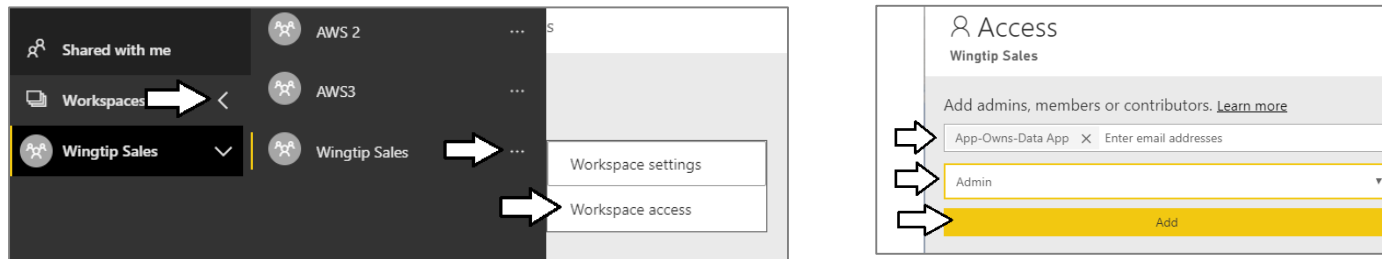 Shared with me
Workspaces
Wingtip Sales
AWS 2
...
AWS3
...
Wingtip Sales
...
s
Workspace settings
Workspace access
Access
Wingtip Sales
Add admins, members or contributors. Learn more
App-Owns-Data App × Enter email addresses
Admin
Add